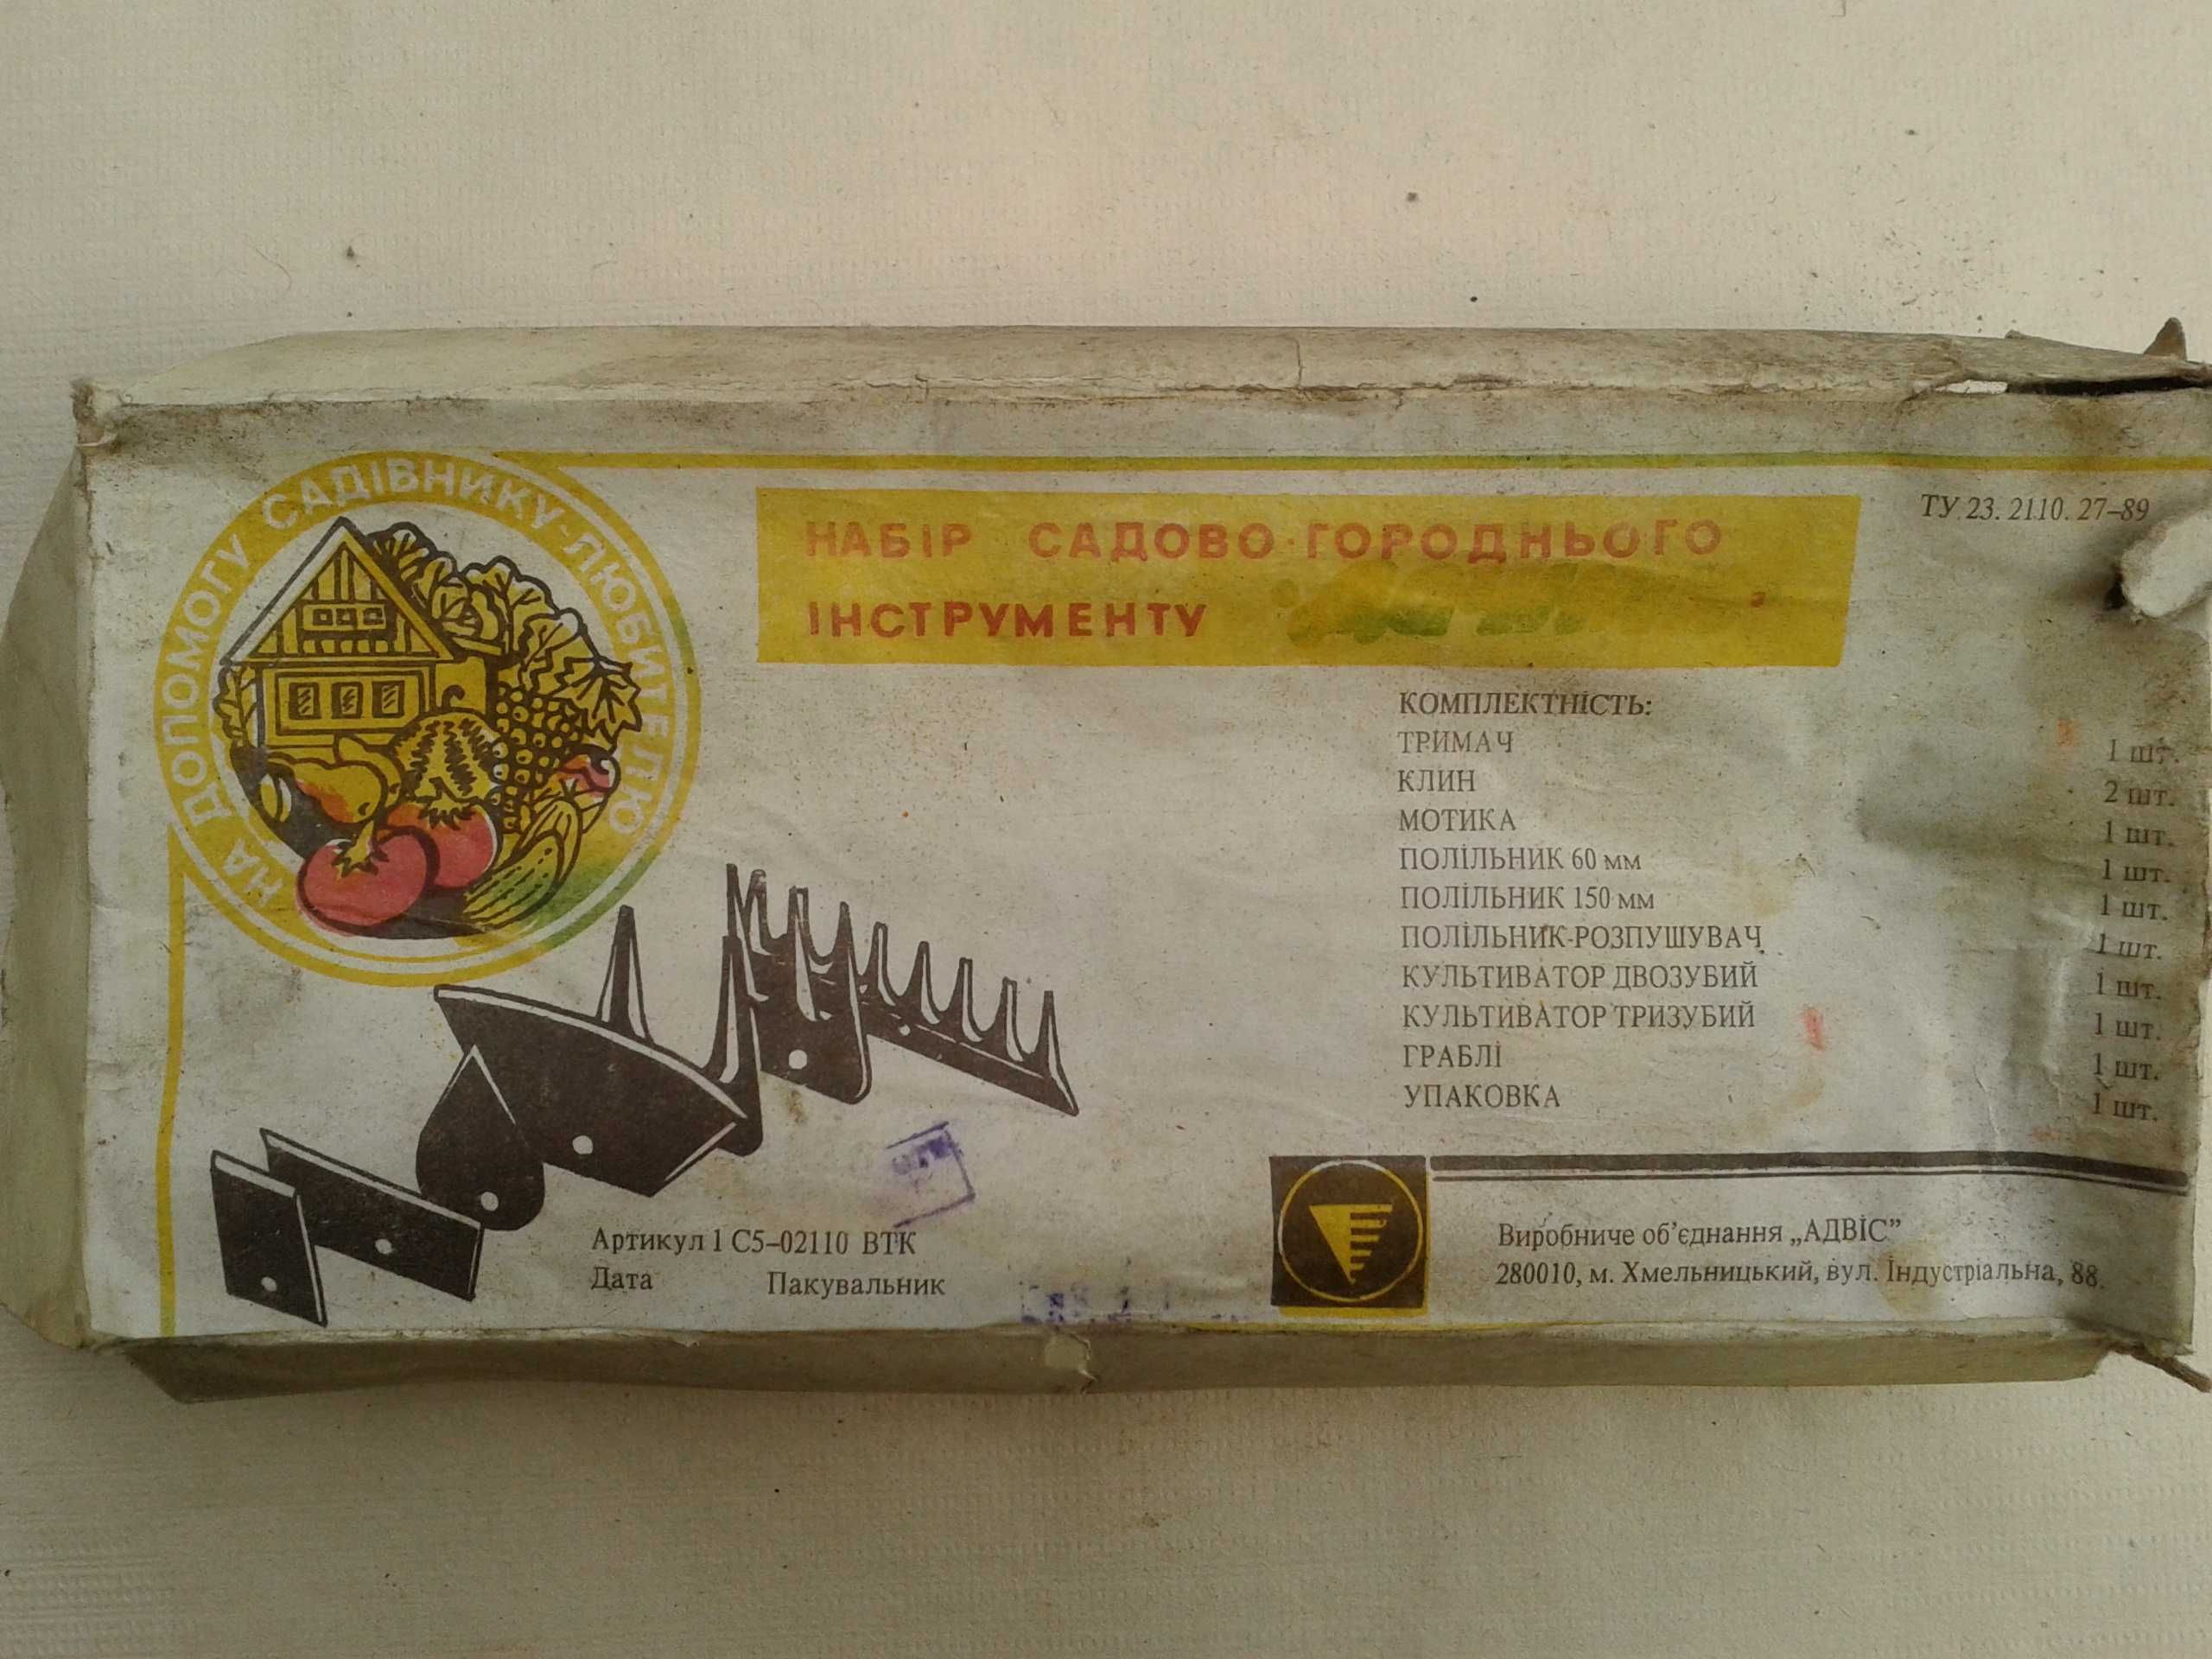 НА ДОПОМОГУ САДІВНИКУ-ЛЮБИТЕЛЮ
НАБІР САДОВО-ГОРОДНЬОГО
ІНСТРУМЕНТУ
ТУ 23. 2110. 27–89
КОМПЛЕКТНІСТЬ:
ТРИМАЧ 1 шт.
КЛИН 2 шт.
МОТИКА 1 шт.
ПОЛІЛЬНИК 60 мм 1 шт.
ПОЛІЛЬНИК 150 мм 1 шт.
ПОЛІЛЬНИК-РОЗПУШУВАЧ 1 шт.
КУЛЬТИВАТОР ДВОЗУБИЙ 1 шт.
КУЛЬТИВАТОР ТРИЗУБИЙ 1 шт.
ГРАБЛІ 1 шт.
УПАКОВКА 1 шт.
Артикул 1 С5–02110 ВТК
Дата Пакувальник
Виробниче об’єднання „АДВІС”
280010, м. Хмельницький, вул. Індустріальна, 88.